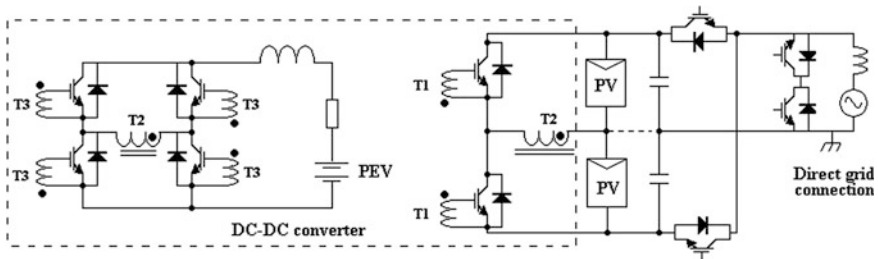 T3
T3
T2
T3
T3
PEV
DC-DC converter
T1
T2
T1
PV
PV
Direct grid
connection